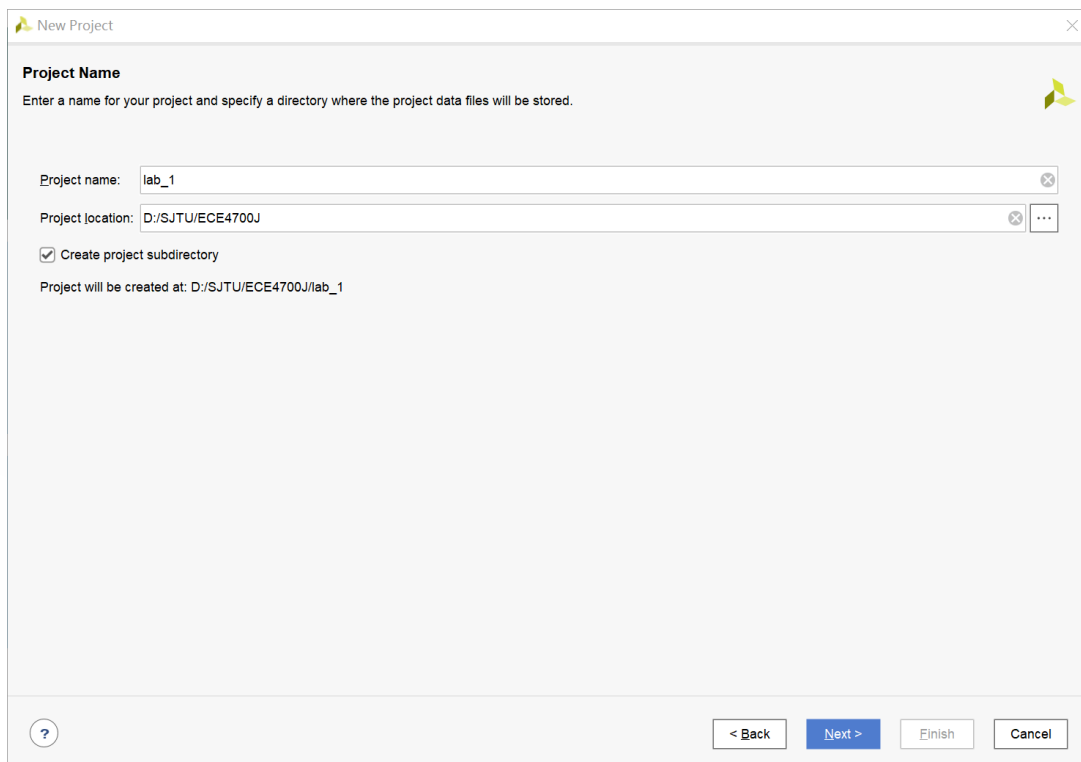 New Project
Project Name
Enter a name for your project and specify a directory where the project data files will be stored.
Project name: lab_1
Project location: D:/SJTU/ECE4700J ...
Create project subdirectory
Project will be created at: D:/SJTU/ECE4700J/lab_1
? < Back Next > Finish Cancel